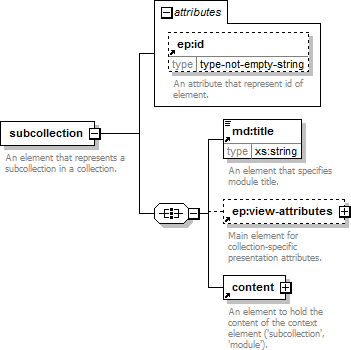 attributes
ep:id
type type-not-empty-string
An attribute that represent id of
element.
subcollection
An element that represents a
subcollection in a collection.
md:title
type xs:string
An element that specifies
module title.
ep:view-attributes
Main element for
collection-specific
presentation attributes.
content
An element to hold the
content of the context
element ('subcollection',
'module').